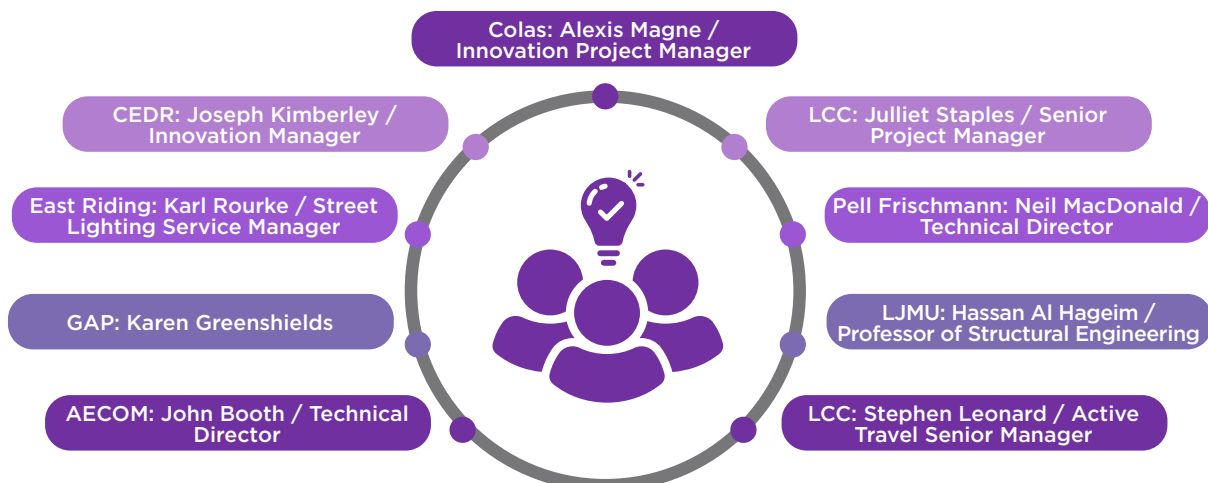 Colas: Alexis Magne /
Innovation Project Manager
CEDR: Joseph Kimberley /
Innovation Manager
LCC: Julliet Staples / Senior
Project Manager
East Riding: Karl Rourke / Street
Lighting Service Manager
Pell Frischmann: Neil MacDonald /
Technical Director
GAP: Karen Greenshields
LJMU: Hassan Al Hageim /
Professor of Structural Engineering
AECOM: John Booth / Technical
Director
LCC: Stephen Leonard / Active
Travel Senior Manager